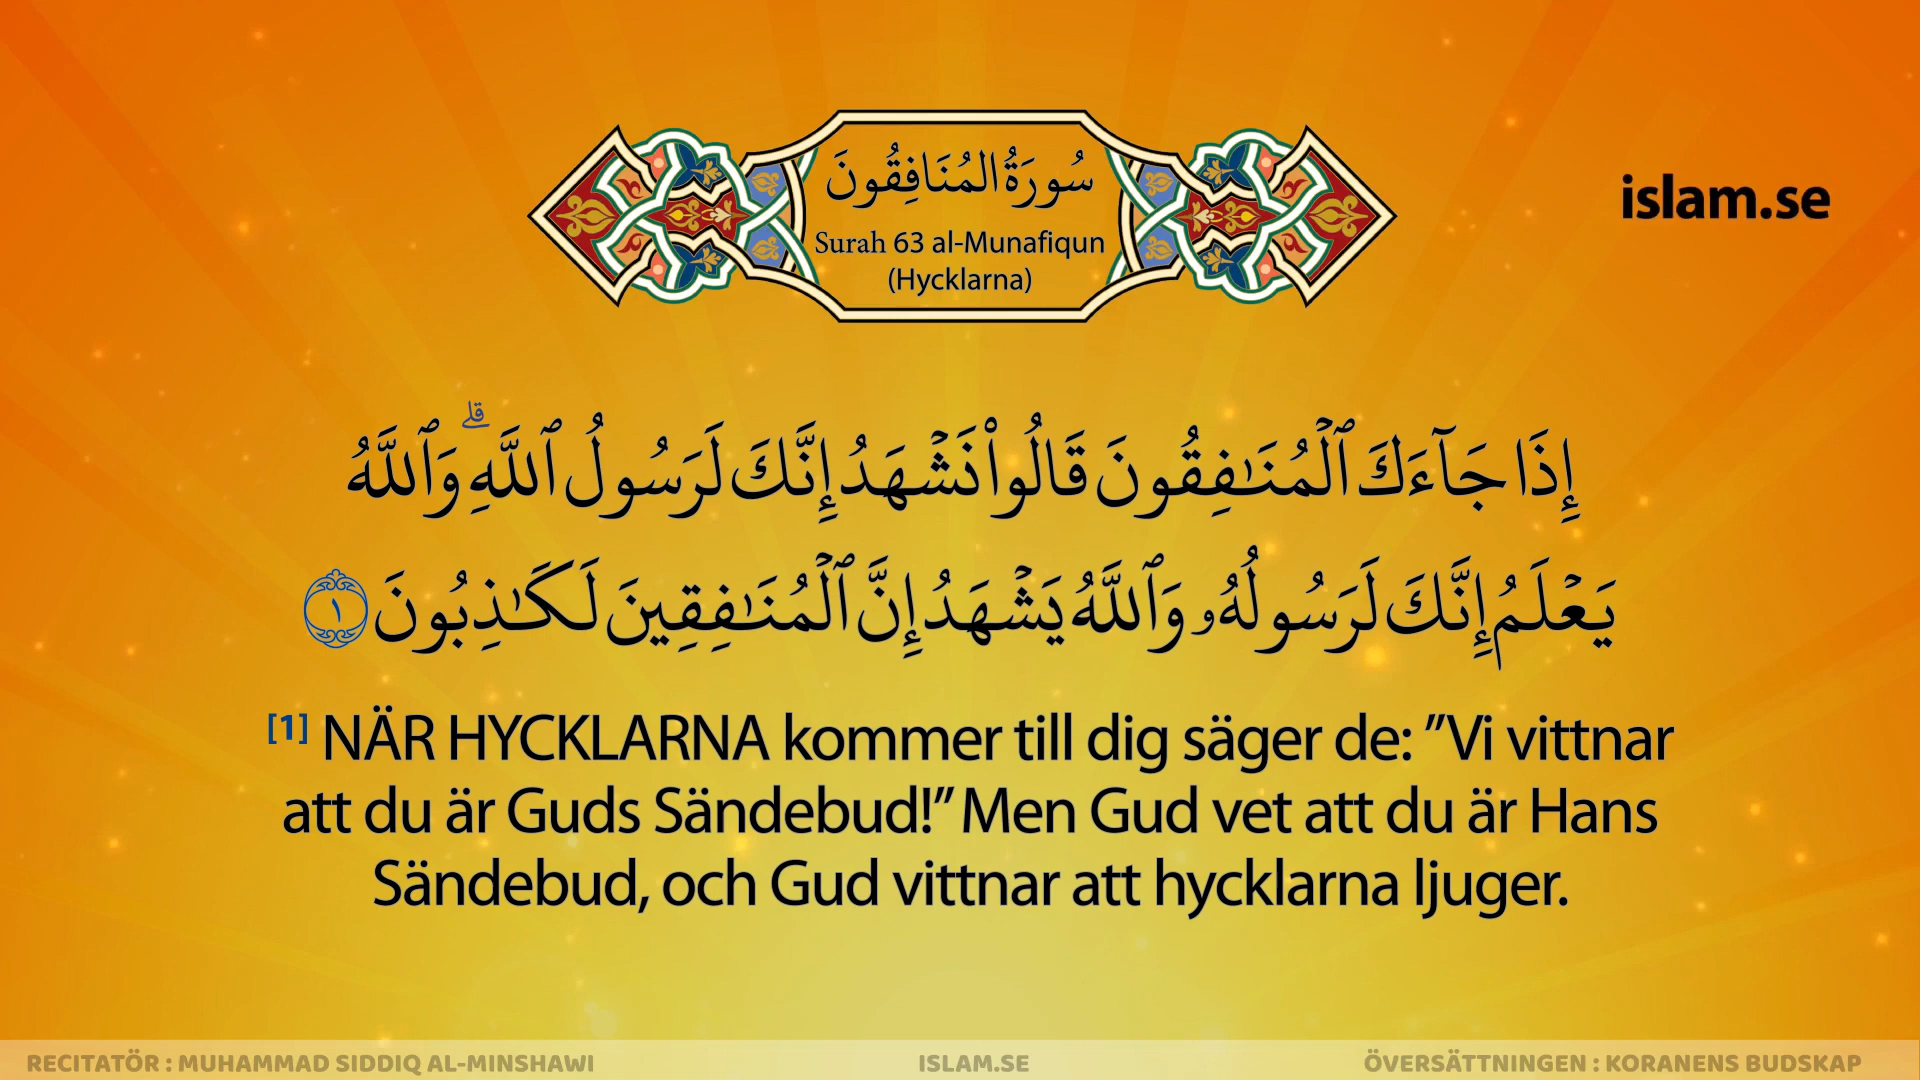 سُورَةُ المُنَافِقُونَ
Surah 63 al-Munafiqun
(Hycklarna)
islam.se
إِذَا جَآءَكَ ٱلۡمُنَٰفِقُونَ قَالُواْ نَشۡهَدُ إِنَّكَ لَرَسُولُ ٱللَّهِۗ وَٱللَّهُ
يَعۡلَمُ إِنَّكَ لَرَسُولُهُۥ وَٱللَّهُ يَشۡهَدُ إِنَّ ٱلۡمُنَٰفِقِينَ لَكَٰذِبُونَ ١
[1] NÄR HYCKLARNA kommer till dig säger de: ”Vi vittnar
att du är Guds Sändebud!” Men Gud vet att du är Hans
Sändebud, och Gud vittnar att hycklarna ljuger.
RECITATÖR : MUHAMMAD SIDDIQ AL-MINSHAWI
ISLAM.SE
ÖVERSÄTTNINGEN : KORANENS BUDSKAP